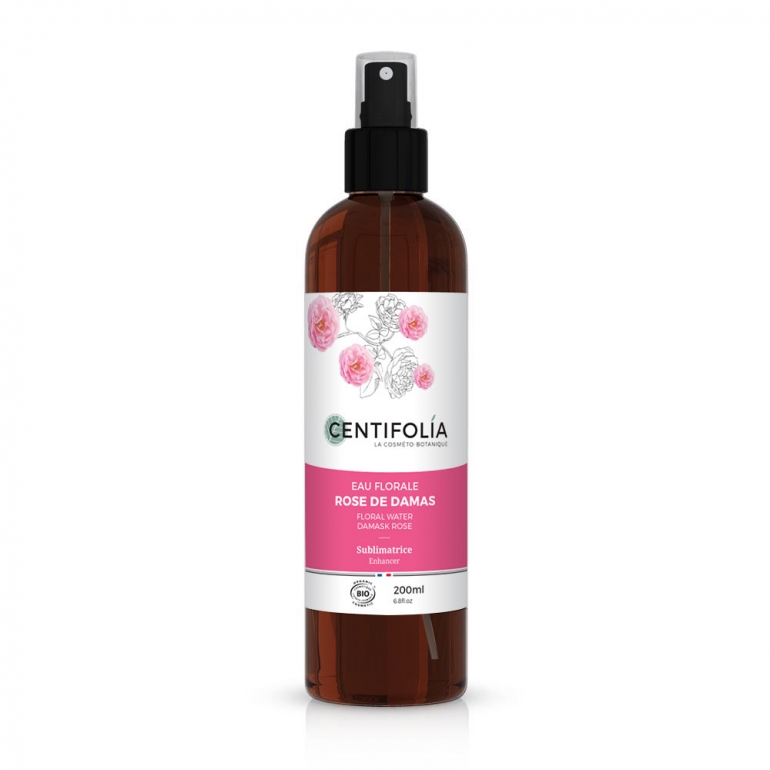 CENTIFOLÍA
LA COSMÉTO·BOTANIQUE
EAU FLORALE
ROSE DE DAMAS
FLORAL WATER
DAMASK ROSE
Sublimatrice
Enhancer
BIO
200ml
6.8fl.oz